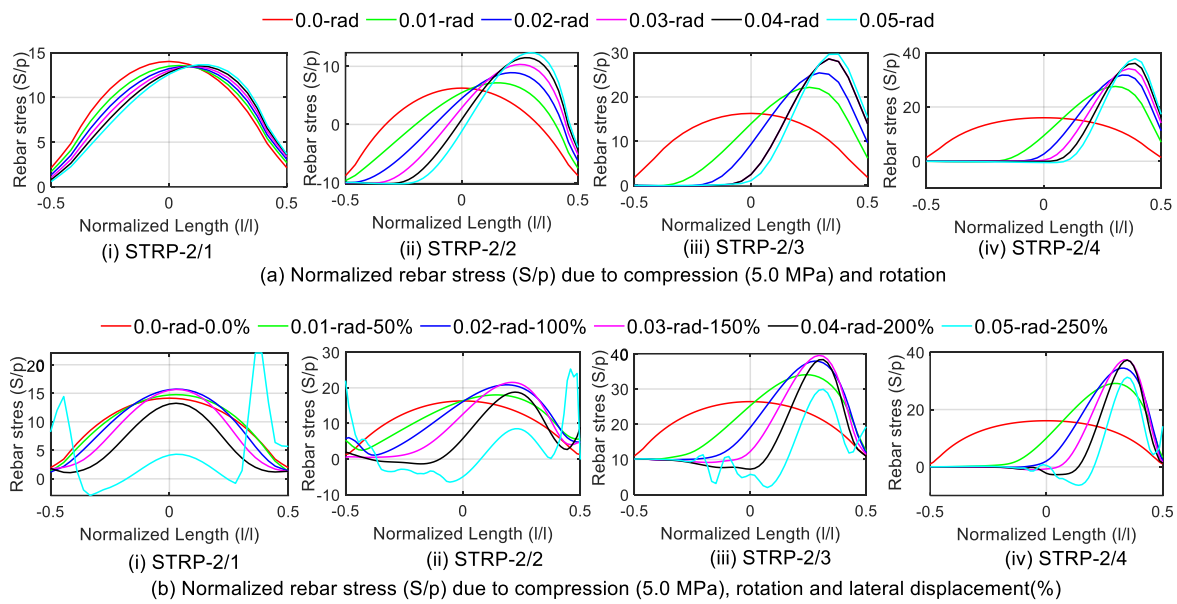 0.0-rad 0.01-rad 0.02-rad 0.03-rad 0.04-rad 0.05-rad
Rebar stres (S/p)
15
10
5
0
-0.5 0 0.5
Normalized Length (l/l)
(i) STRP-2/1
Rebar stress (S/p)
10
0
-10
-0.5 0 0.5
Normalized Length (l/l)
(ii) STRP-2/2
Rebar stress (S/p)
30
20
10
0
-0.5 0 0.5
Normalized Length (l/l)
(iii) STRP-2/3
Rebar stres (S/p)
40
20
0
-0.5 0 0.5
Normalized Length (l/l)
(iv) STRP-2/4
(a) Normalized rebar stress (S/p) due to compression (5.0 MPa) and rotation
0.0-rad-0.0% 0.01-rad-50% 0.02-rad-100% 0.03-rad-150% 0.04-rad-200% 0.05-rad-250%
Rebar stres (S/p)
20
15
10
5
0
-0.5 0 0.5
Normalized Length (l/l)
(i) STRP-2/1
Rebar stres (S/p)
30
20
10
0
-10
-0.5 0 0.5
Normalized Length (l/l)
(ii) STRP-2/2
Rebar stres (S/p)
40
30
20
10
0
-0.5 0 0.5
Normalized Length (l/l)
(iii) STRP-2/3
Rebar stres (S/p)
40
20
0
-0.5 0 0.5
Normalized Length (l/l)
(iv) STRP-2/4
(b) Normalized rebar stress (S/p) due to compression (5.0 MPa), rotation and lateral displacement(%)